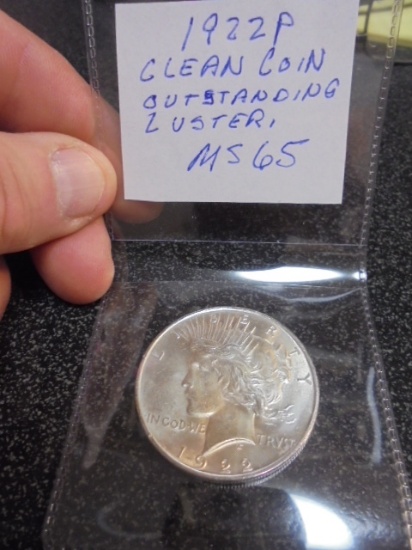 1922P
CLEAN COIN
OUTSTANDING
LUSTER,
MS65
LIBERTY
IN GOD WE TRVST
1922